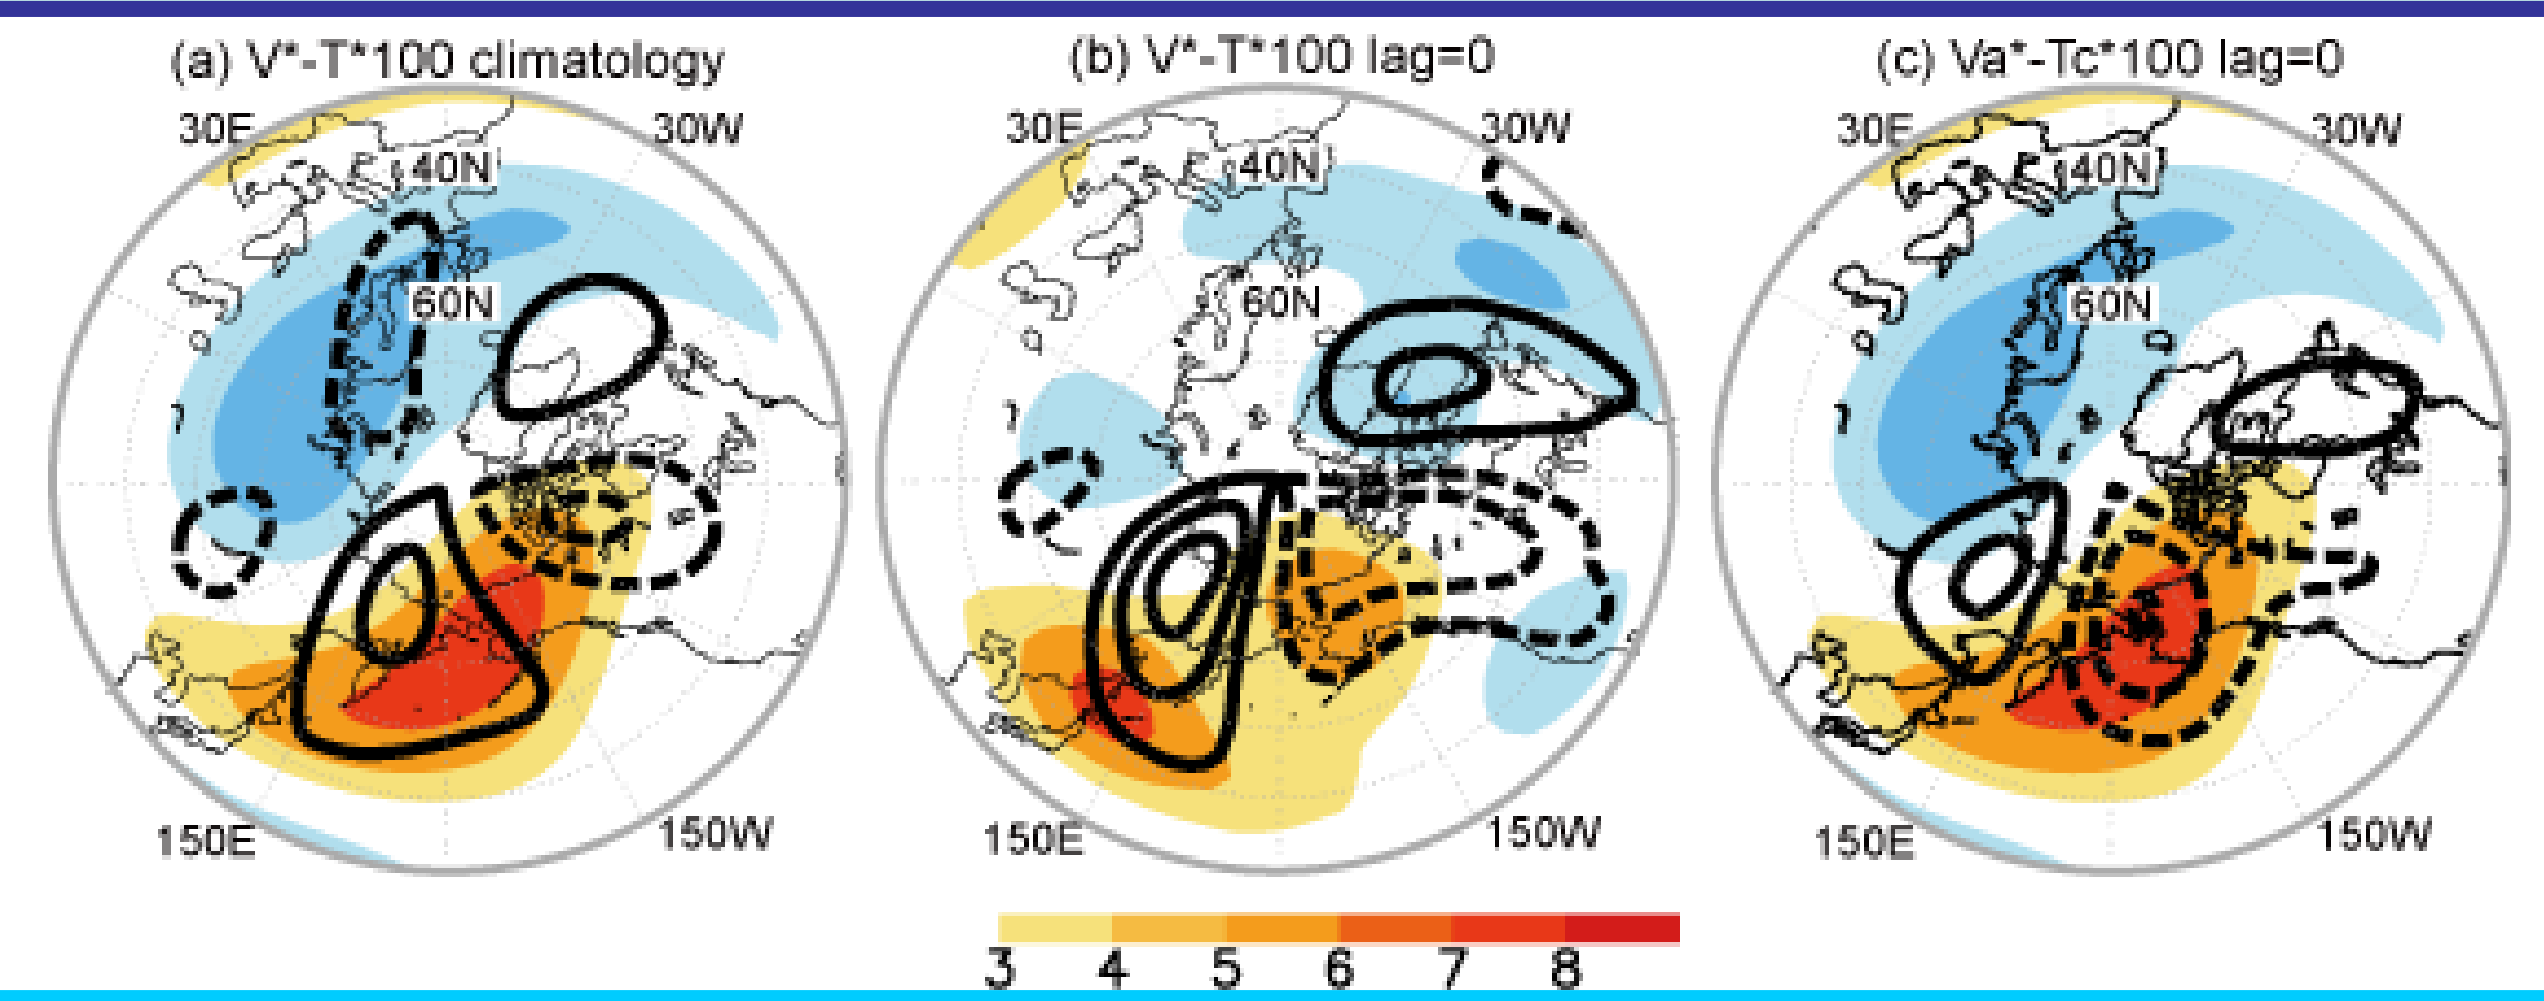 (a) V*-T*100 climatology
(b) V*-T*100 lag=0
(c) Va*-Tc*100 lag=0
30E
30W
40N
60N
150E
150W
30E
30W
40N
60N
150E
150W
30E
30W
40N
60N
150E
150W
3 4 5 6 7 8